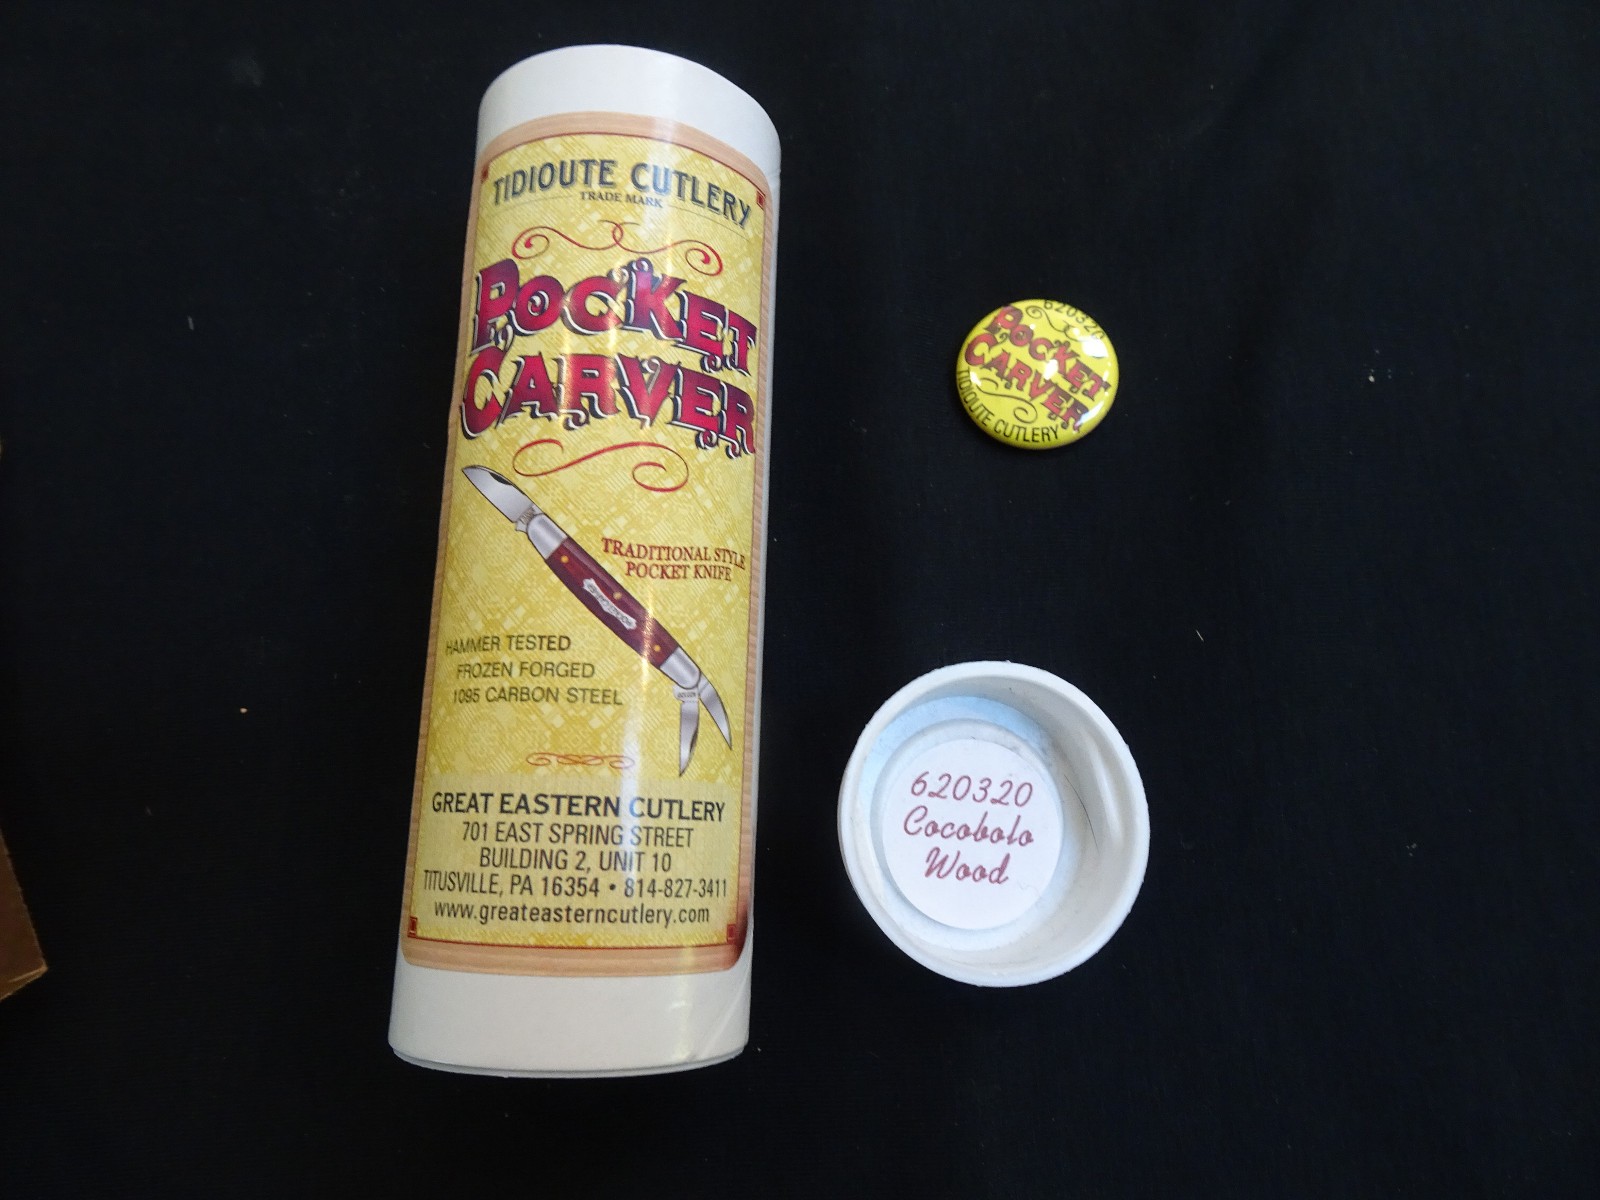 TIDIOUTE CUTLERY
TRADE MARK
POCKET
CARVER
TRADITIONAL STYLE
POCKET KNIFE
HAMMER TESTED
FROZEN FORGED
1095 CARBON STEEL
GREAT EASTERN CUTLERY
701 EAST SPRING STREET
BUILDING 2, UNIT 10
TITUSVILLE, PA 16354 • 814-827-3411
www.greateasterncutlery.com
620320
POCKET
CARVER
TIDIOUTE CUTLERY
620320
Cocobolo
Wood